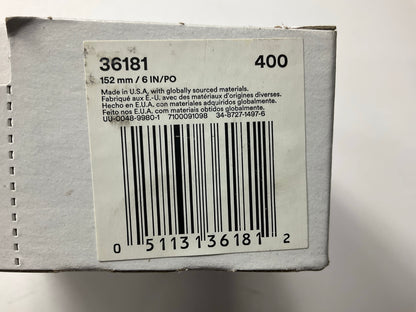 36181 400
152 mm / 6 IN/PO
Made in U.S.A. with globally sourced materials.
Fabriqué aux É.-U. avec des matériaux d'origines diverses.
Hecho en E.U.A. con materiales adquiridos globalmente.
Feito nos E.U.A. com materiais obtidos globalmente.
UU-0048-9980-1 7100091098 34-8727-1497-6
0 51131 36181 2